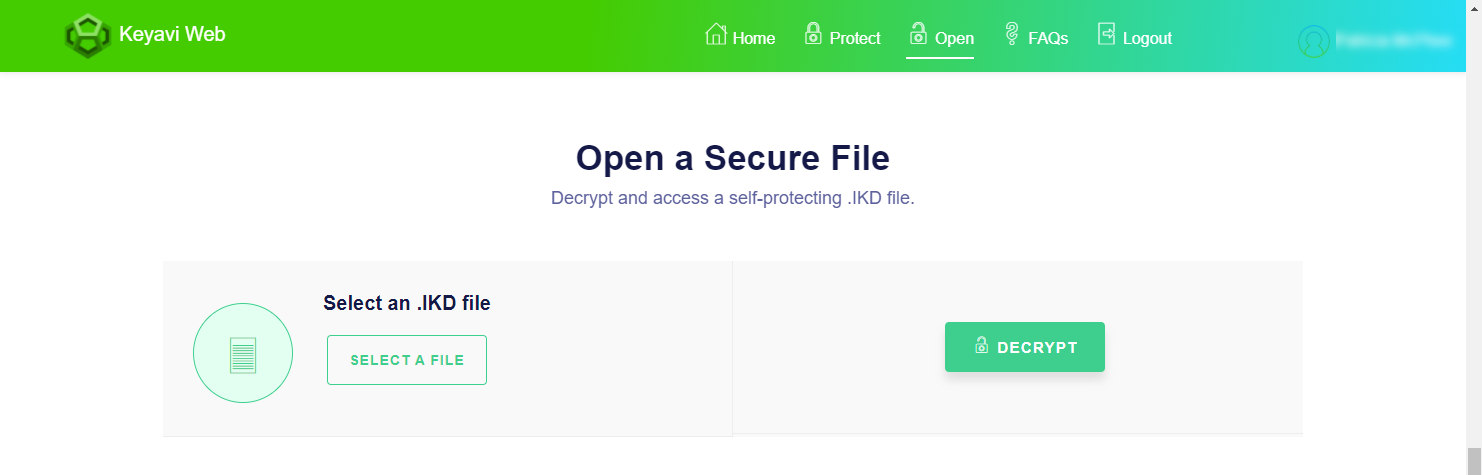 Keyavi Web
Home
Protect
Open
FAQs
Logout
Open a Secure File
Decrypt and access a self-protecting .IKD file.
Select an .IKD file
SELECT A FILE
DECRYPT